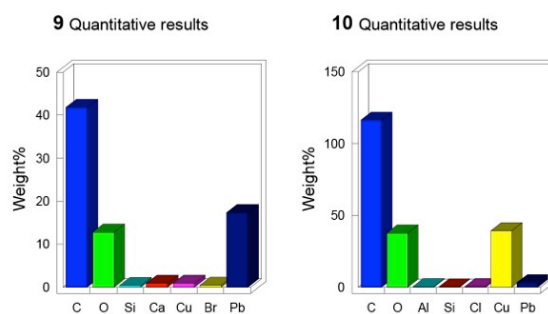 9 Quantitative results
Weight%
50
40
30
20
10
0
C O Si Ca Cu Br Pb
10 Quantitative results
Weight%
150
100
50
0
C O Al Si Cl Cu Pb